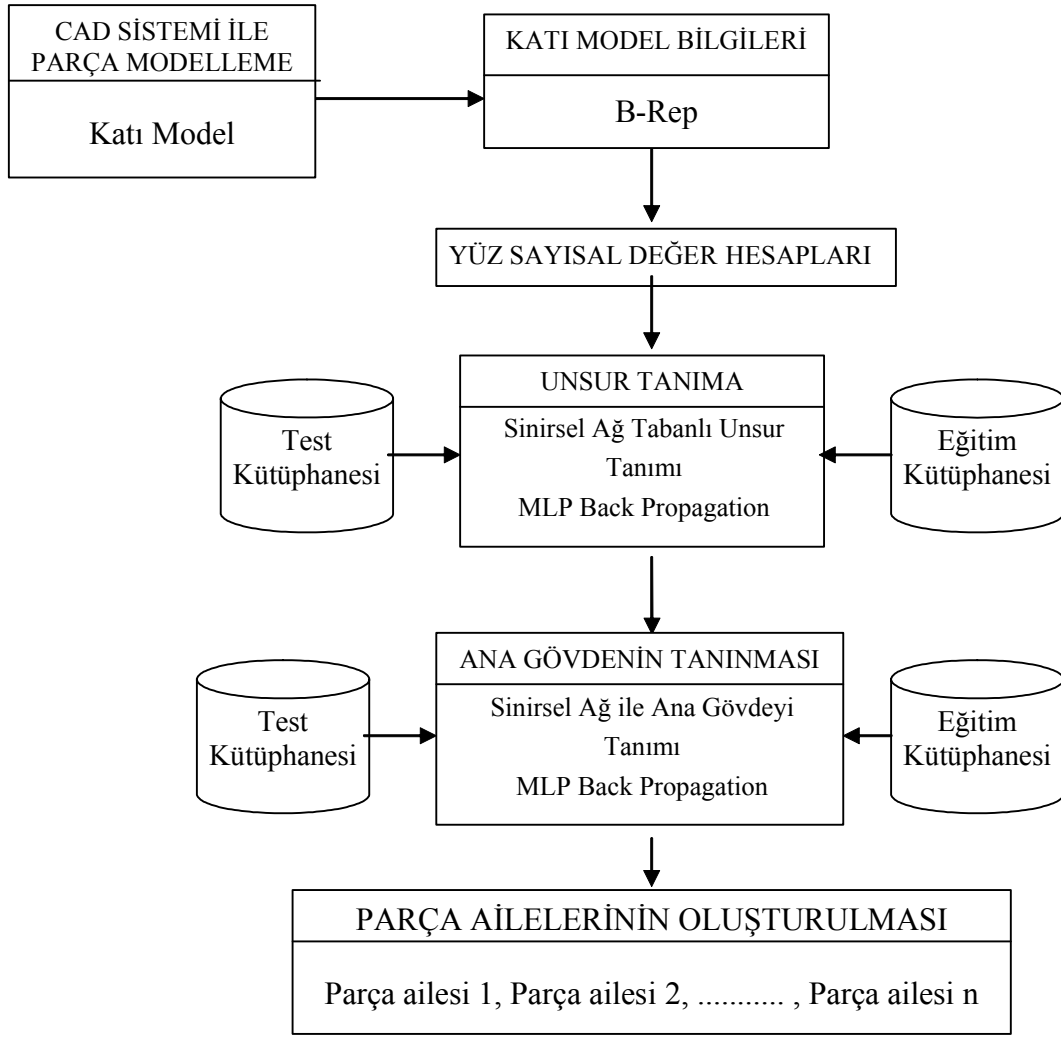 CAD SİSTEMİ İLE
PARÇA MODELLEME
Katı Model
KATI MODEL BİLGİLERİ
B-Rep
YÜZ SAYISAL DEĞER HESAPLARI
UNSUR TANIMA
Sinirsel Ağ Tabanlı Unsur
Tanımı
MLP Back Propagation
Test
Kütüphanesi
Eğitim
Kütüphanesi
ANA GÖVDENİN TANINMASI
Sinirsel Ağ ile Ana Gövdeyi
Tanımı
MLP Back Propagation
Test
Kütüphanesi
Eğitim
Kütüphanesi
PARÇA AİLELERİNİN OLUŞTURULMASI
Parça ailesi 1, Parça ailesi 2, ........... , Parça ailesi n